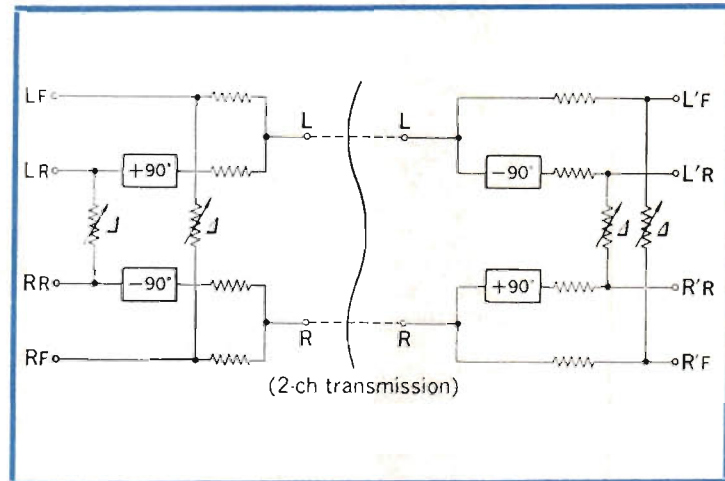 LF
L
L
L'F
LR
+90°
−90°
L'R
Δ
Δ
Δ
Δ
RR
−90°
+90°
R'R
R
R
RF
R'F
(2-ch transmission)